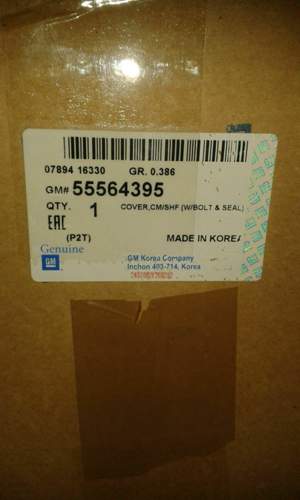 07894 16330 GR. 0.386
GM# 55564395
QTY. 1 COVER,CM/SHF (W/BOLT & SEAL)
EAC
(P2T) MADE IN KOREA
Genuine
GM GM Korea Company
Inchon 403-714, Korea